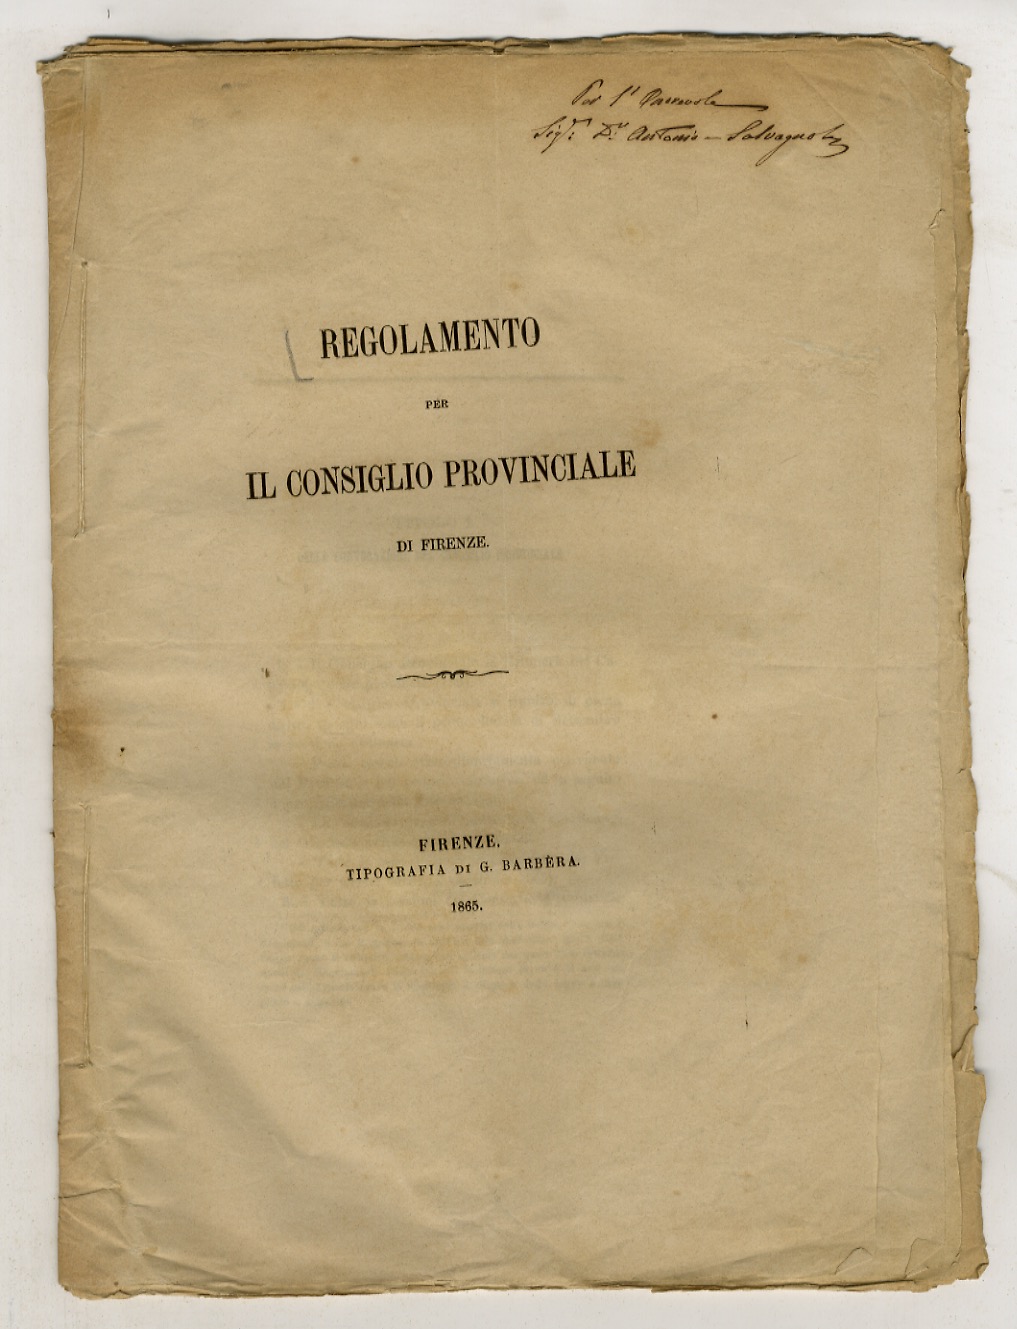 Per l'
Sig.r D.r Antonio Salvagnoli
REGOLAMENTO
PER
IL CONSIGLIO PROVINCIALE
DI FIRENZE.
FIRENZE,
TIPOGRAFIA DI G. BARBÈRA.
1865.